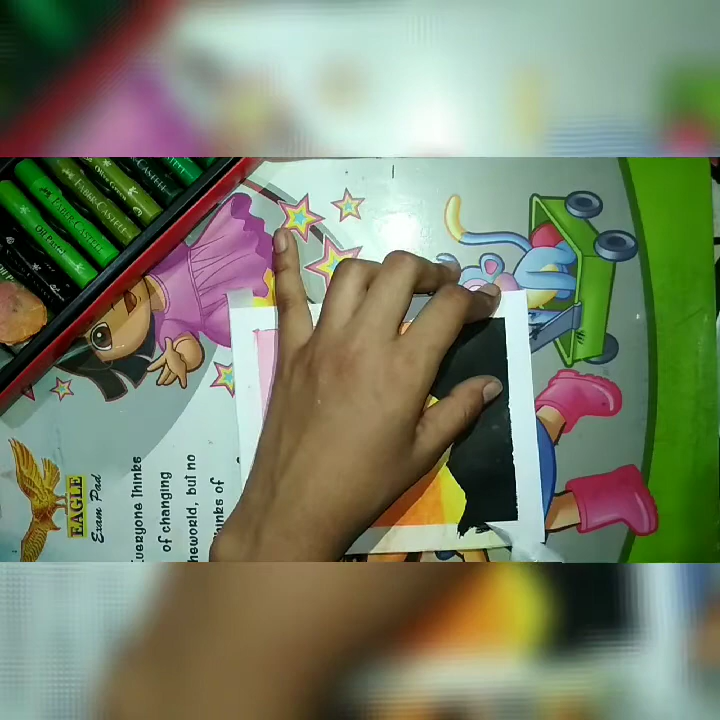 FABER-CASTELL
Oil Pastel
FABER-CASTELL
EAGLE
Exam Pad
Everyone Thinks
of changing
theworld, but no
thinks of